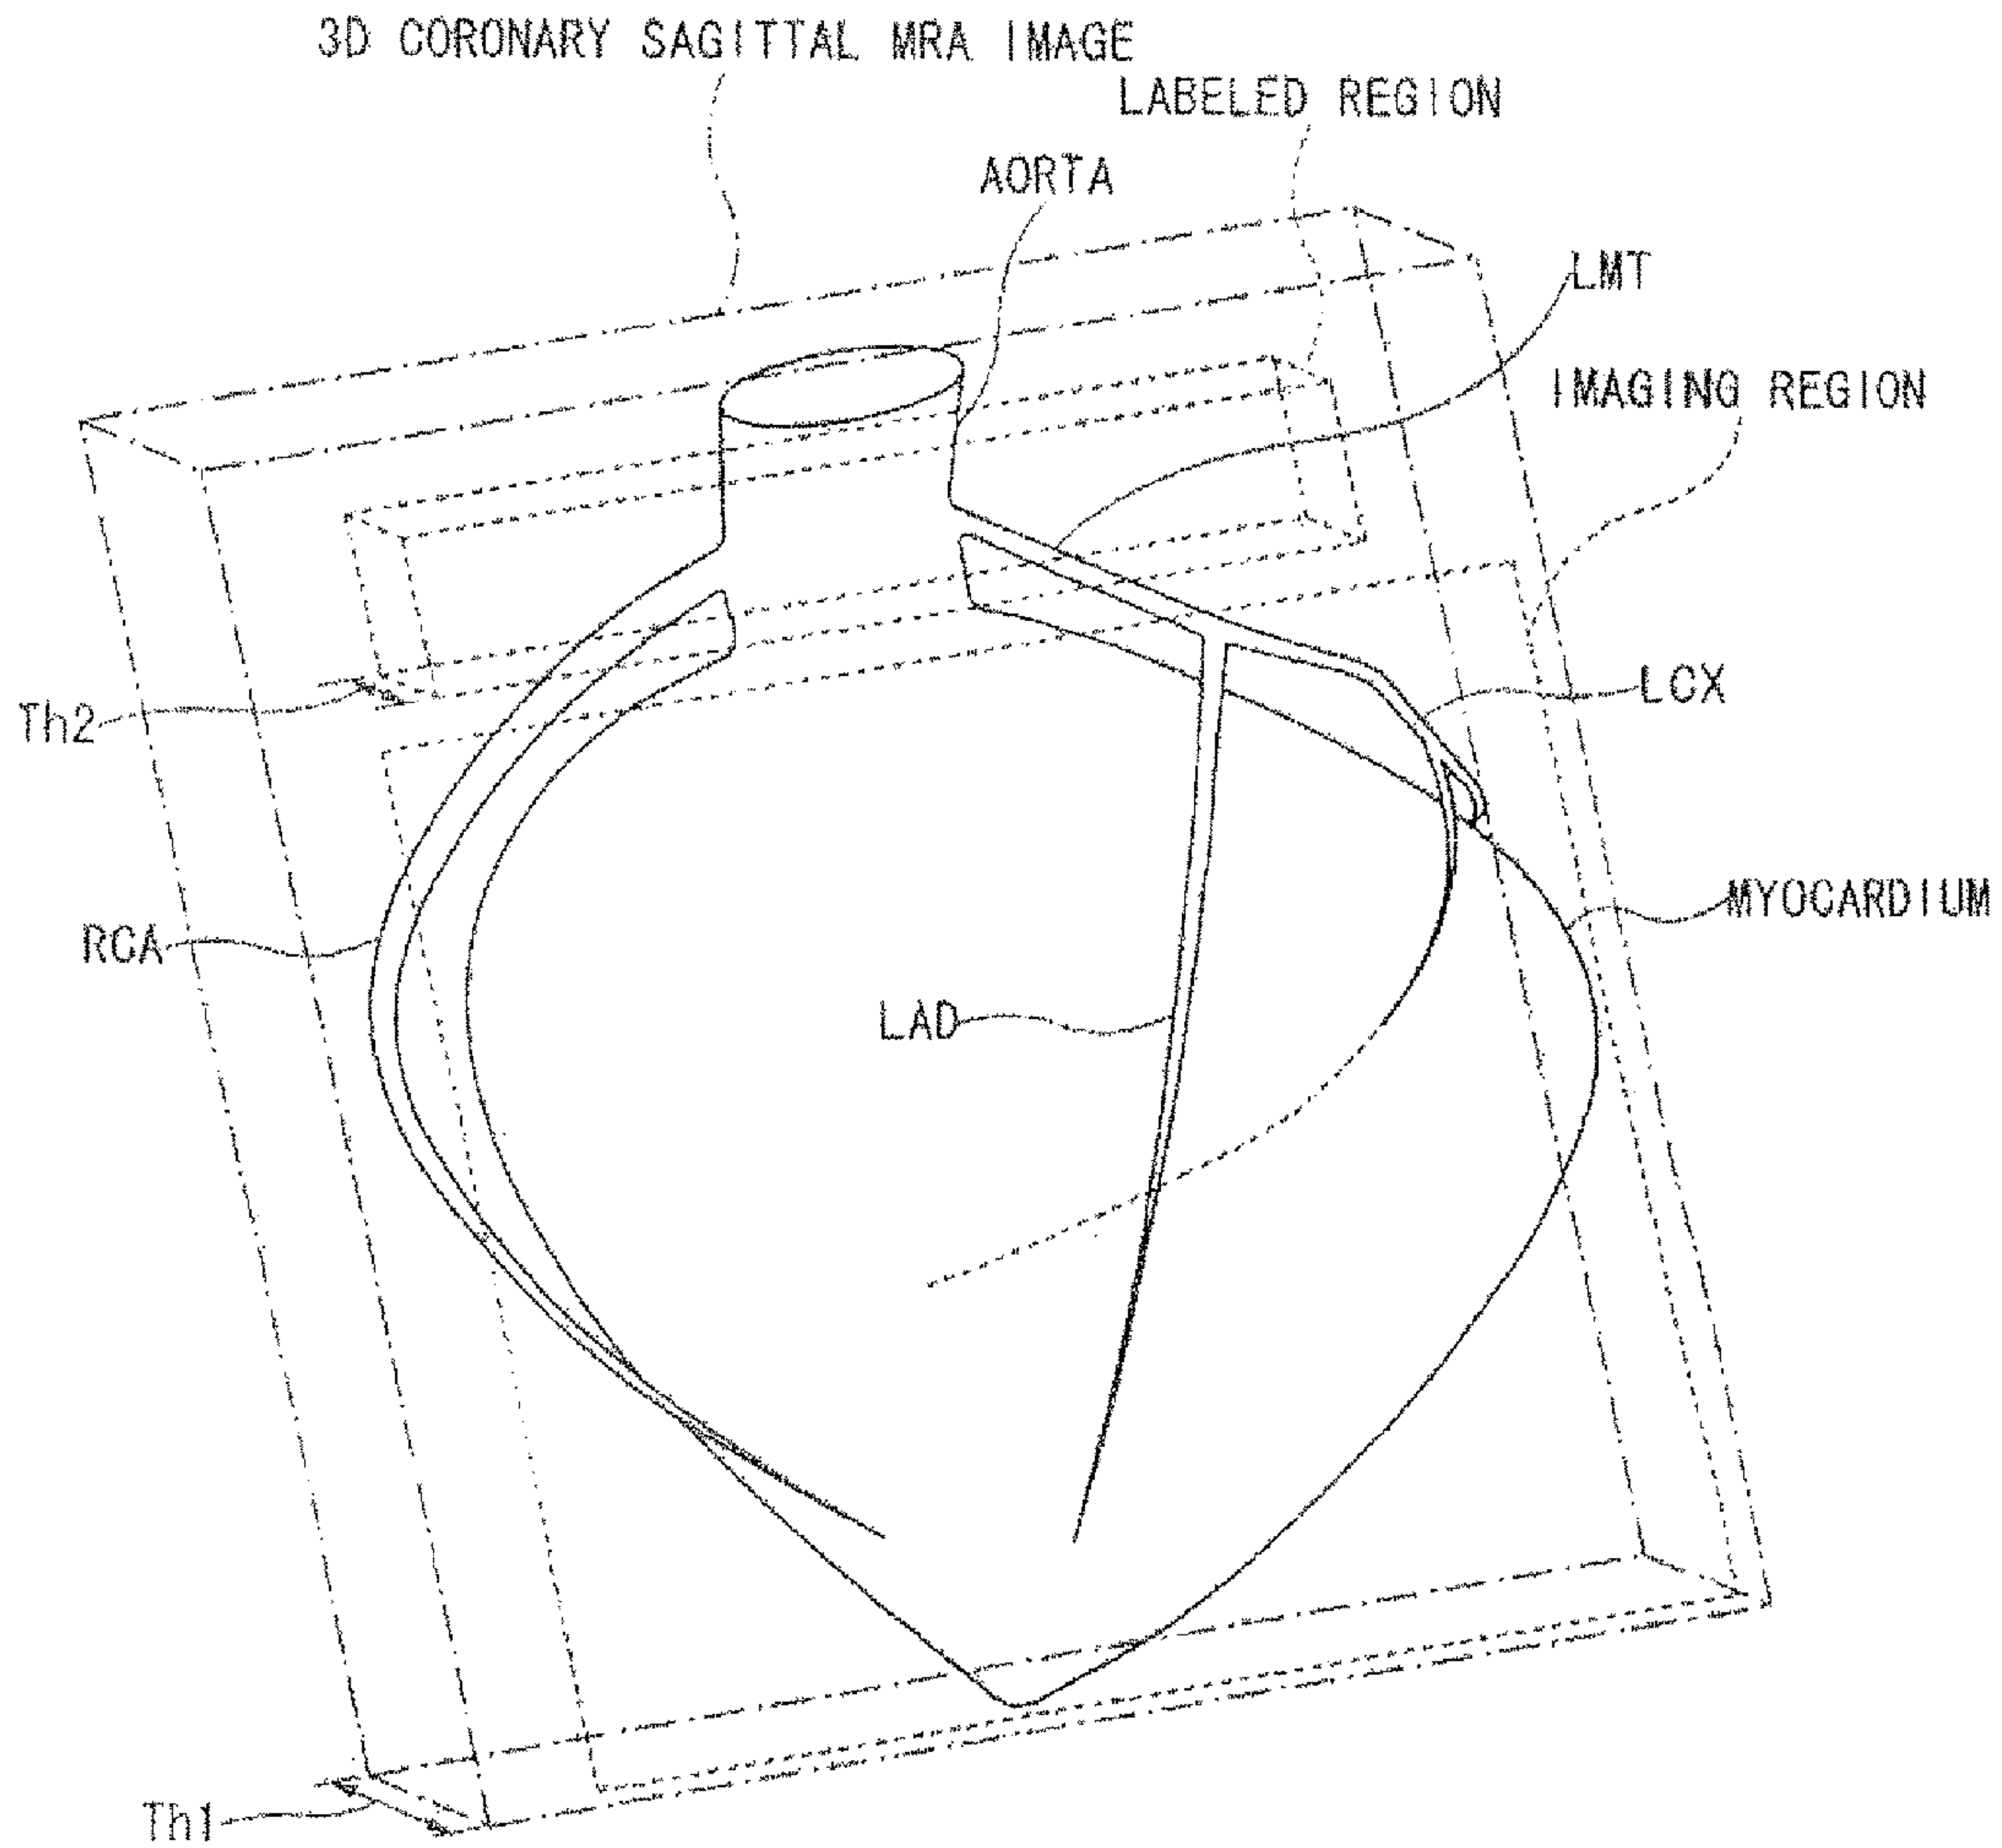 3D CORONARY SAGITTAL MRA IMAGE
LABELED REGION
AORTA
LMT
IMAGING REGION
LCX
Th2
MYOCARDIUM
RCA
LAD
Th1